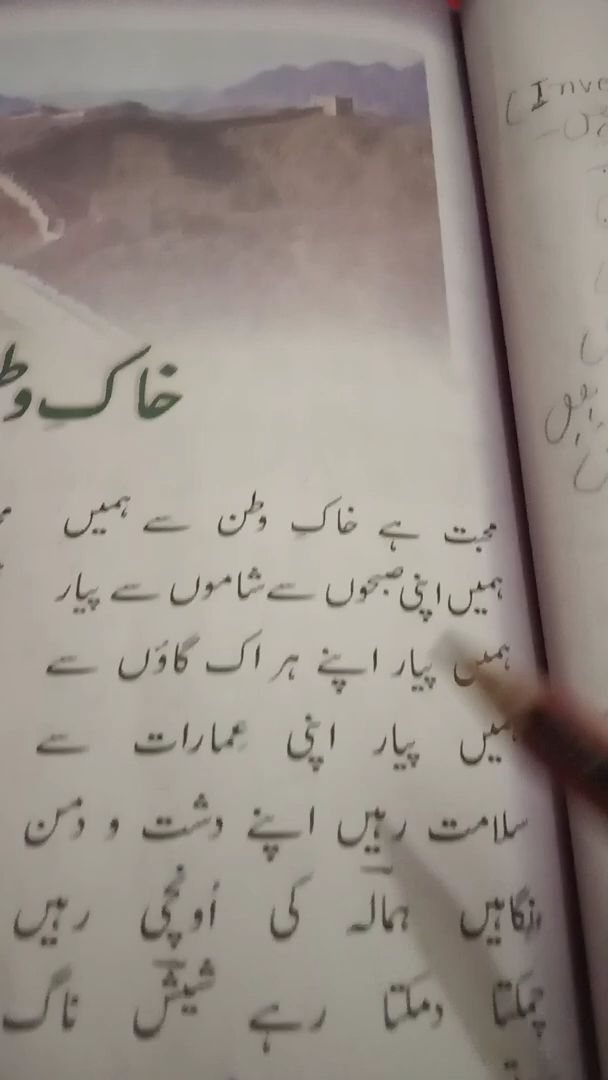 خاکِ وطن
محبت ہے خاکِ وطن سے ہمیں
ہمیں اپنی صبحوں سے شاموں سے پیار
ہمیں پیار اپنے ہر اک گاؤں سے
ہمیں پیار اپنی عمارات سے
سلامت رہیں اپنے دشت و دمن
نگاہیں ہمالہ کی اُونچی رہیں
چمکتا دمکتا رہے شیش ناگ
(Inve